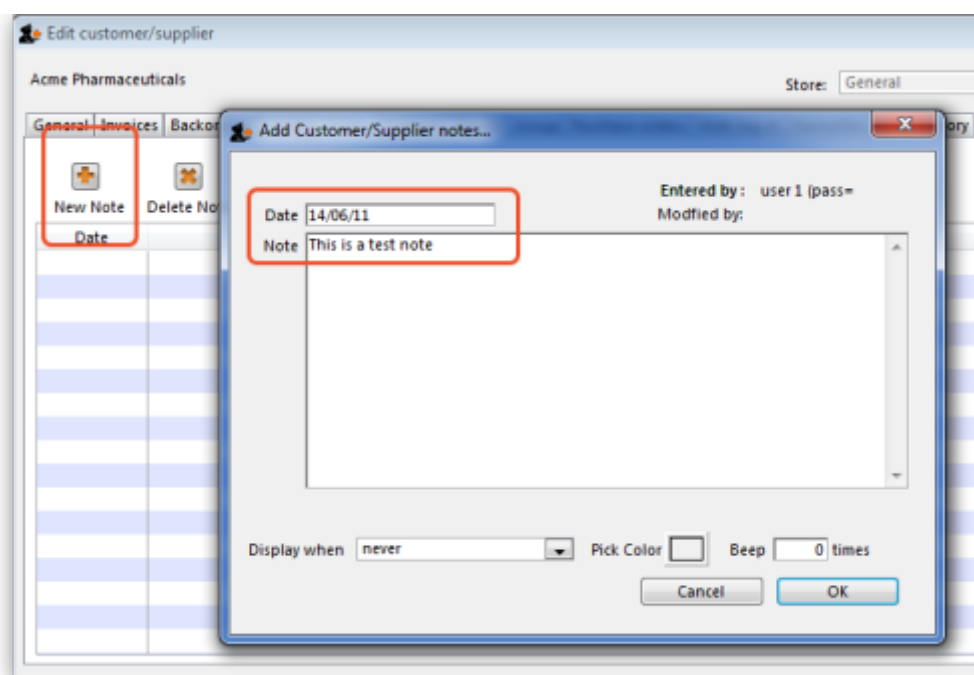 Edit customer/supplier
Acme Pharmaceuticals
Store: General
General Invoices Backor
ory
New Note Delete No
Date
Add Customer/Supplier notes...
Entered by: user 1 (pass=
Date 14/06/11
Modfied by:
Note This is a test note
Display when never Pick Color Beep 0 times
Cancel OK